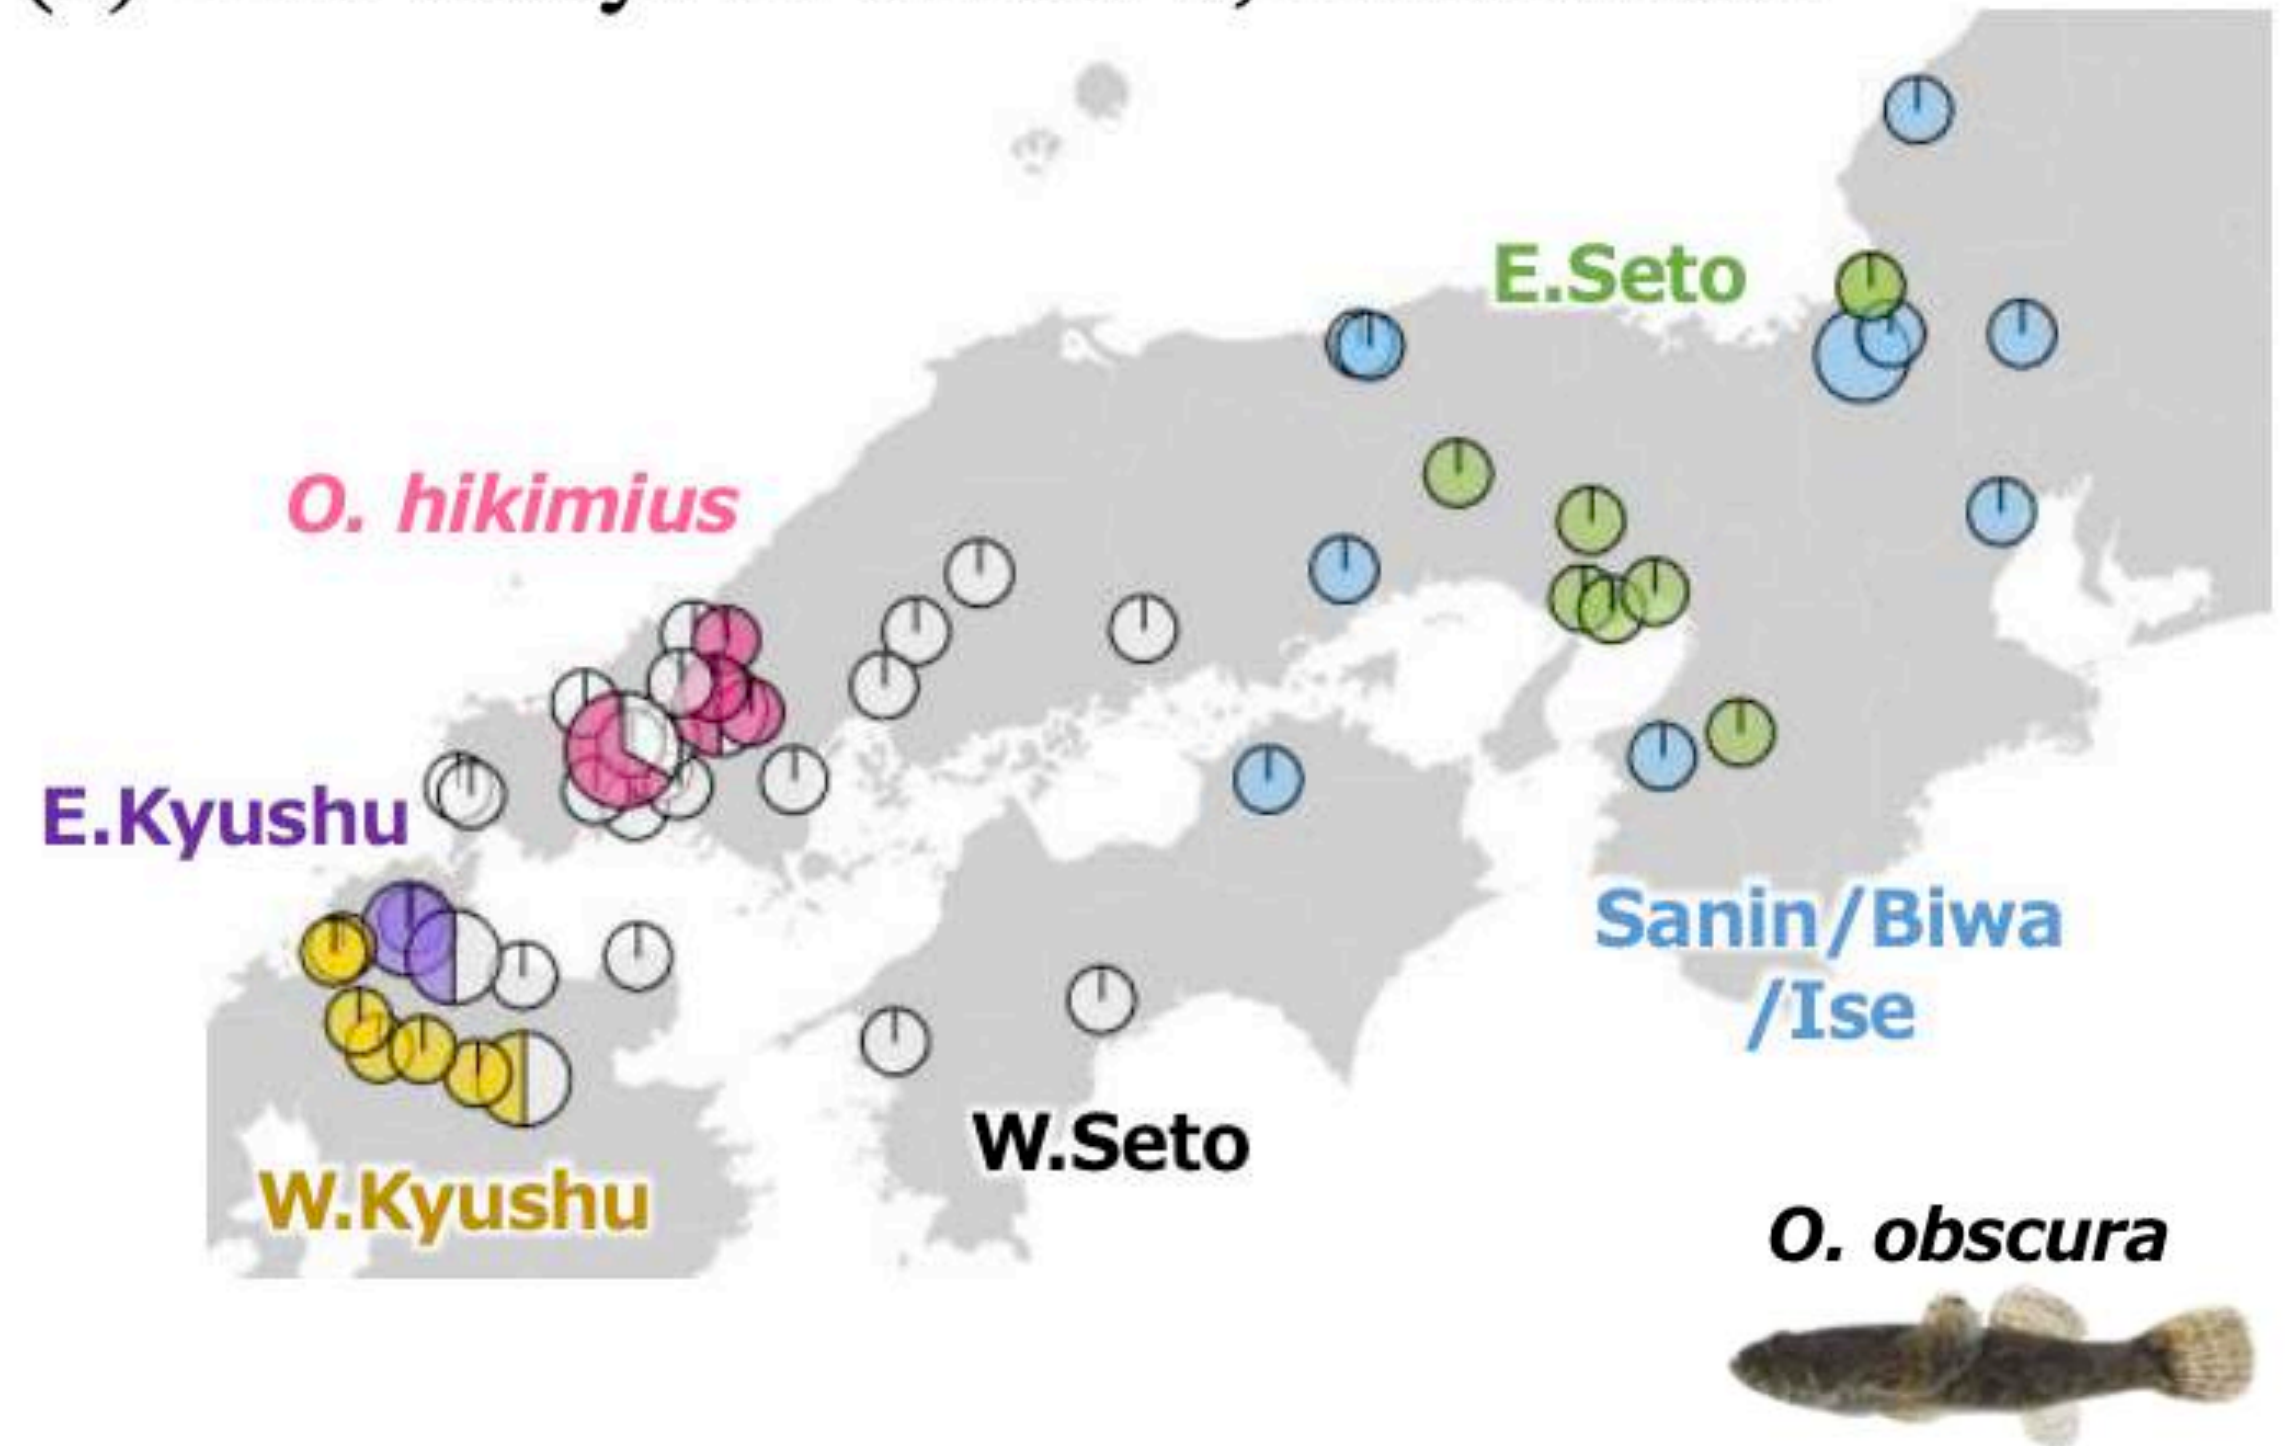 E.Seto
O. hikimius
E.Kyushu
Sanin/Biwa
/Ise
W.Seto
W.Kyushu
O. obscura